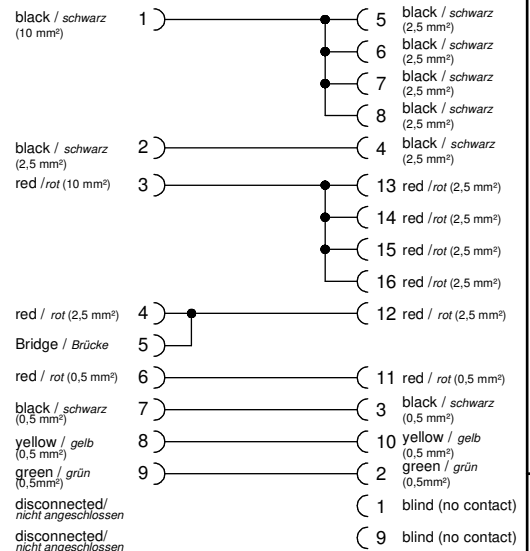 black / schwarz 1 5 black / schwarz
(10 mm²) (2,5 mm²)
6 black / schwarz
(2,5 mm²)
7 black / schwarz
(2,5 mm²)
8 black / schwarz
(2,5 mm²)
black / schwarz 2 4 black / schwarz
(2,5 mm²) (2,5 mm²)
red /rot (10 mm²) 3 13 red /rot (2,5 mm²)
14 red /rot (2,5 mm²)
15 red /rot (2,5 mm²)
16 red /rot (2,5 mm²)
red / rot (2,5 mm²) 4 12 red / rot (2,5 mm²)
Bridge / Brücke 5
red / rot (0,5 mm²) 6 11 red / rot (0,5 mm²)
black / schwarz 7 3 black / schwarz
(0,5 mm²) (0,5 mm²)
yellow / gelb 8 10 yellow / gelb
(0,5 mm²) (0,5 mm²)
green / grün 9 2 green / grün
(0,5mm²) (0,5mm²)
disconnected/ 1 blind (no contact)
nicht angeschlossen
disconnected/ 9 blind (no contact)
nicht angeschlossen